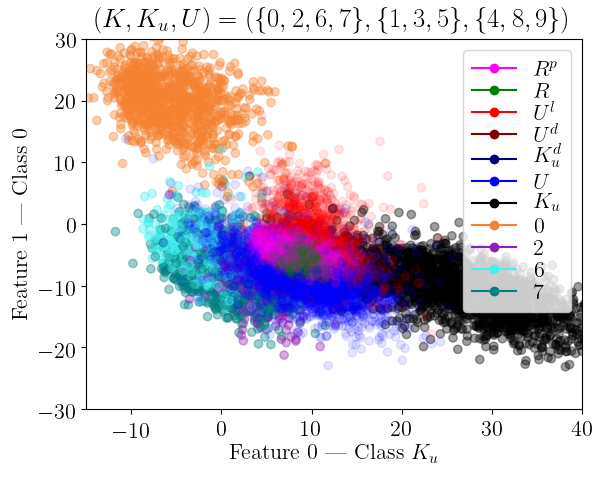 (K, K_u, U) = ({0, 2, 6, 7}, {1, 3, 5}, {4, 8, 9})
30
20
10
0
−10
−20
−30
Feature 1 — Class 0
R^p
R
U^l
U^d
K_u^d
U
K_u
0
2
6
7
−10 0 10 20 30 40
Feature 0 — Class K_u